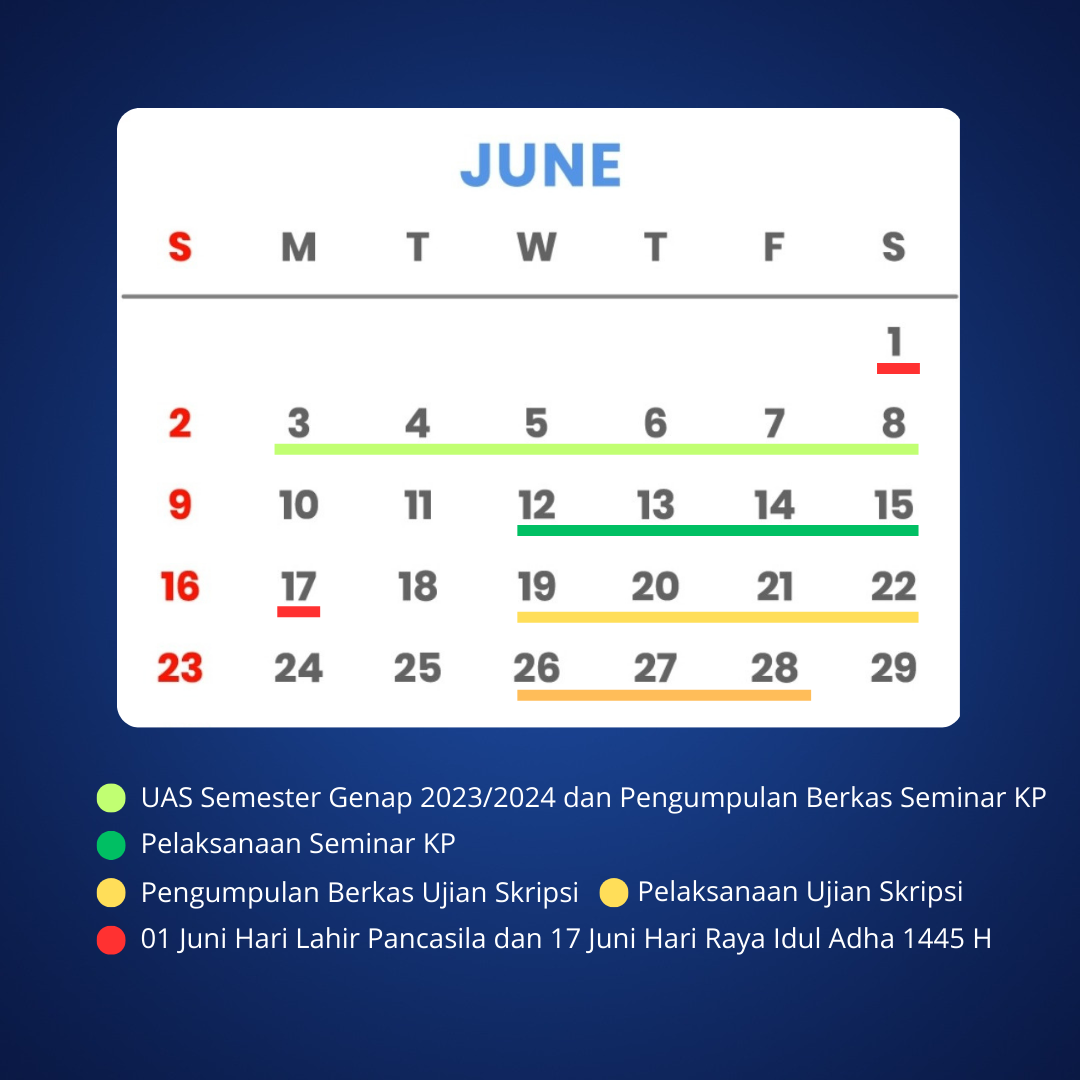 JUNE
S M T W T F S
1
2 3 4 5 6 7 8
9 10 11 12 13 14 15
16 17 18 19 20 21 22
23 24 25 26 27 28 29
UAS Semester Genap 2023/2024 dan Pengumpulan Berkas Seminar KP
Pelaksanaan Seminar KP
Pengumpulan Berkas Ujian Skripsi Pelaksanaan Ujian Skripsi
01 Juni Hari Lahir Pancasila dan 17 Juni Hari Raya Idul Adha 1445 H